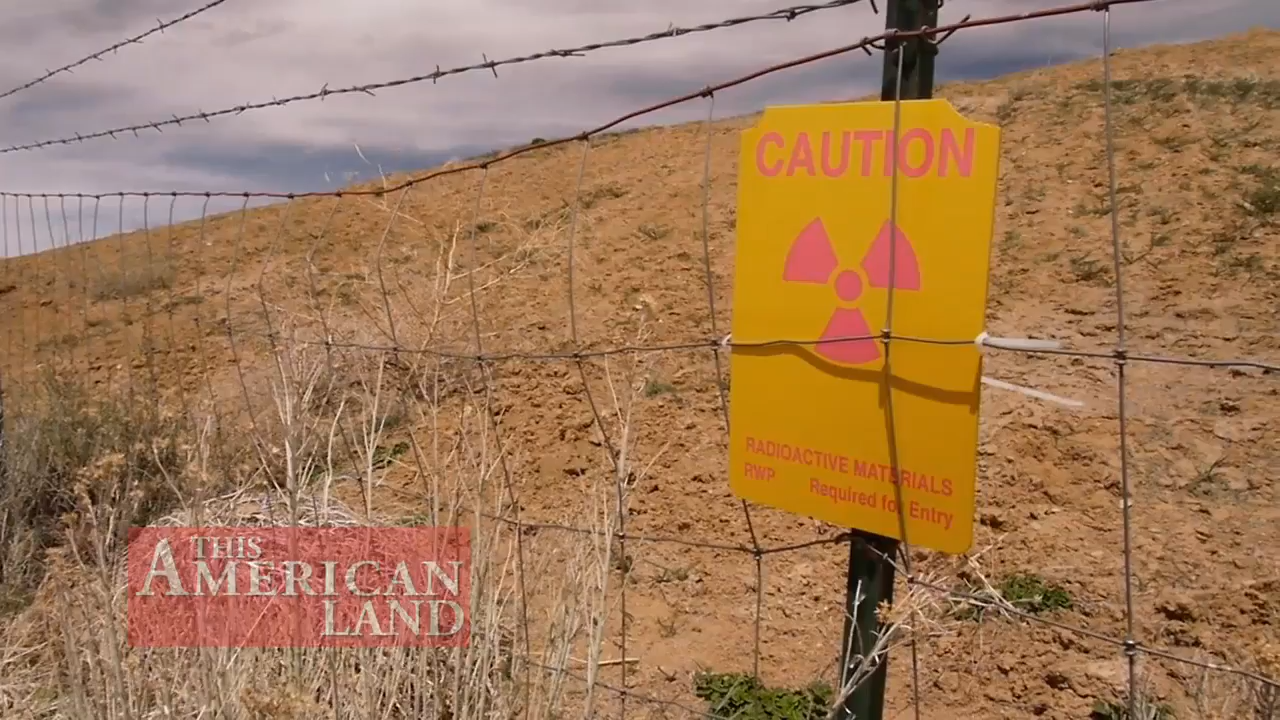 CAUTION
RADIOACTIVE MATERIALS
RWP Required for Entry
THIS
AMERICAN
LAND